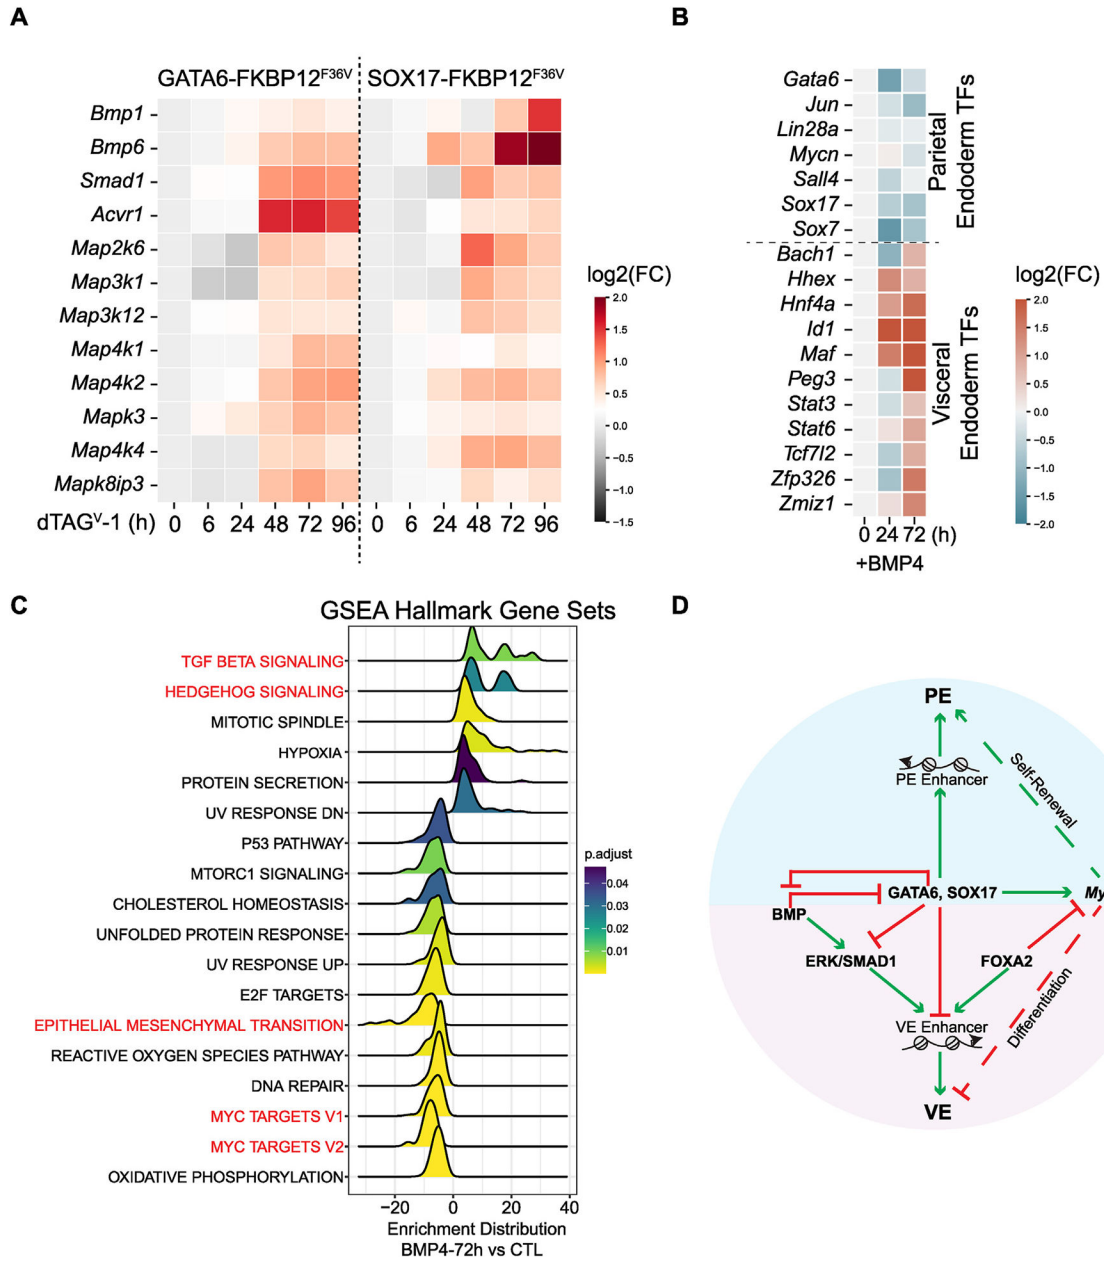 A
GATA6-FKBP12F36V
SOX17-FKBP12F36V
Bmp1
Bmp6
Smad1
Acvr1
Map2k6
Map3k1
Map3k12
Map4k1
Map4k2
Mapk3
Map4k4
Mapk8ip3
dTAGV-1 (h)
0 6 24 48 72 96 0 6 24 48 72 96
log2(FC)
2.0
1.5
1.0
0.5
0.0
−0.5
−1.0
−1.5
B
Gata6
Jun
Lin28a
Mycn
Sall4
Sox17
Sox7
Bach1
Hhex
Hnf4a
Id1
Maf
Peg3
Stat3
Stat6
Tcf7l2
Zfp326
Zmiz1
0 24 72 (h)
+BMP4
Parietal
Endoderm TFs
Visceral
Endoderm TFs
log2(FC)
2.0
1.5
1.0
0.5
0.0
−0.5
−1.0
−1.5
−2.0
C
GSEA Hallmark Gene Sets
TGF BETA SIGNALING
HEDGEHOG SIGNALING
MITOTIC SPINDLE
HYPOXIA
PROTEIN SECRETION
UV RESPONSE DN
P53 PATHWAY
MTORC1 SIGNALING
CHOLESTEROL HOMEOSTASIS
UNFOLDED PROTEIN RESPONSE
UV RESPONSE UP
E2F TARGETS
EPITHELIAL MESENCHYMAL TRANSITION
REACTIVE OXYGEN SPECIES PATHWAY
DNA REPAIR
MYC TARGETS V1
MYC TARGETS V2
OXIDATIVE PHOSPHORYLATION
−20 0 20 40
Enrichment Distribution
BMP4-72h vs CTL
p.adjust
0.04
0.03
0.02
0.01
D
PE
PE Enhancer
Self-Renewal
GATA6, SOX17
My
BMP
ERK/SMAD1
FOXA2
VE Enhancer
Differentiation
VE